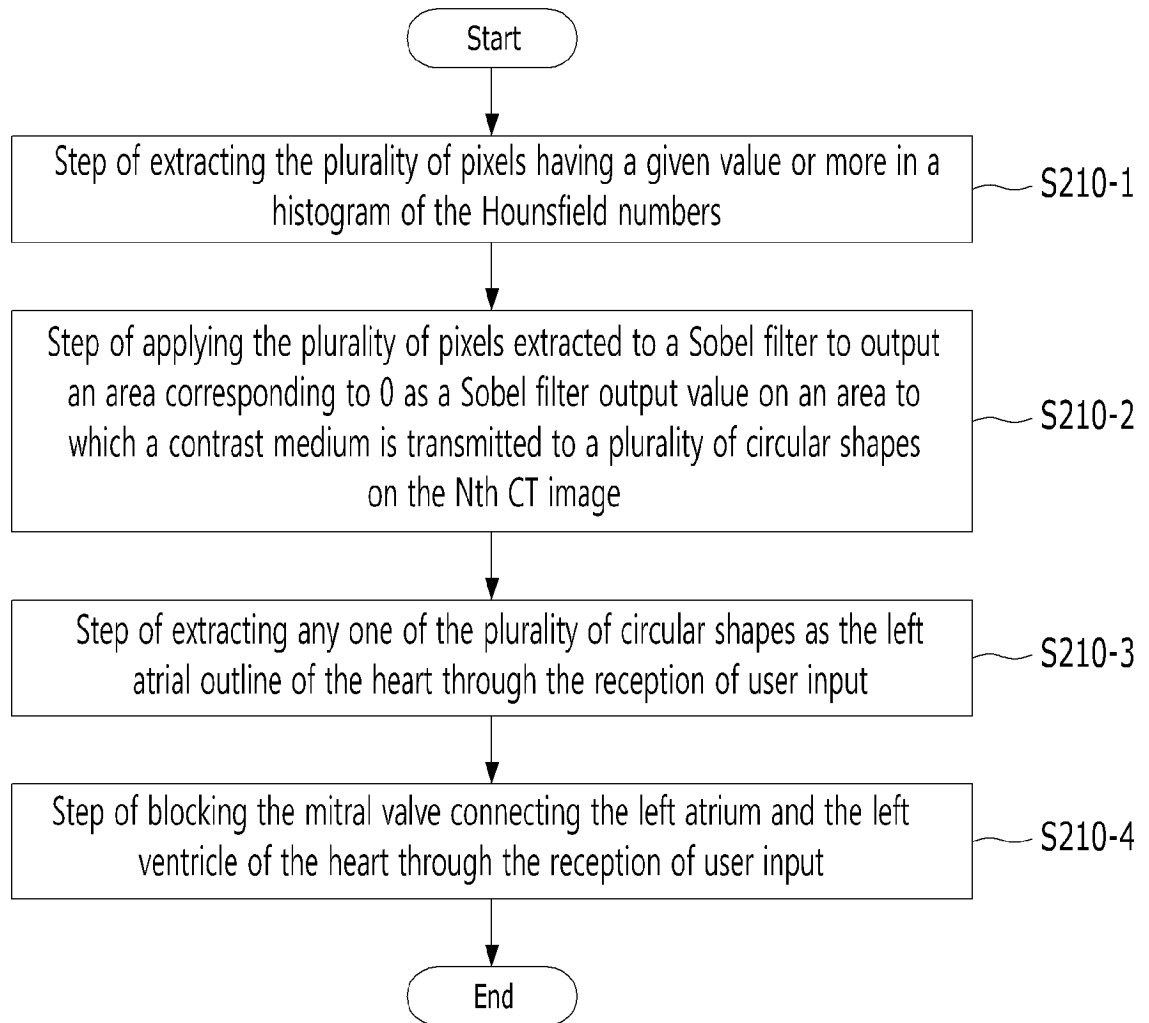 Start
Step of extracting the plurality of pixels having a given value or more in a
histogram of the Hounsfield numbers
S210-1
Step of applying the plurality of pixels extracted to a Sobel filter to output
an area corresponding to 0 as a Sobel filter output value on an area to
which a contrast medium is transmitted to a plurality of circular shapes
on the Nth CT image
S210-2
Step of extracting any one of the plurality of circular shapes as the left
atrial outline of the heart through the reception of user input
S210-3
Step of blocking the mitral valve connecting the left atrium and the left
ventricle of the heart through the reception of user input
S210-4
End